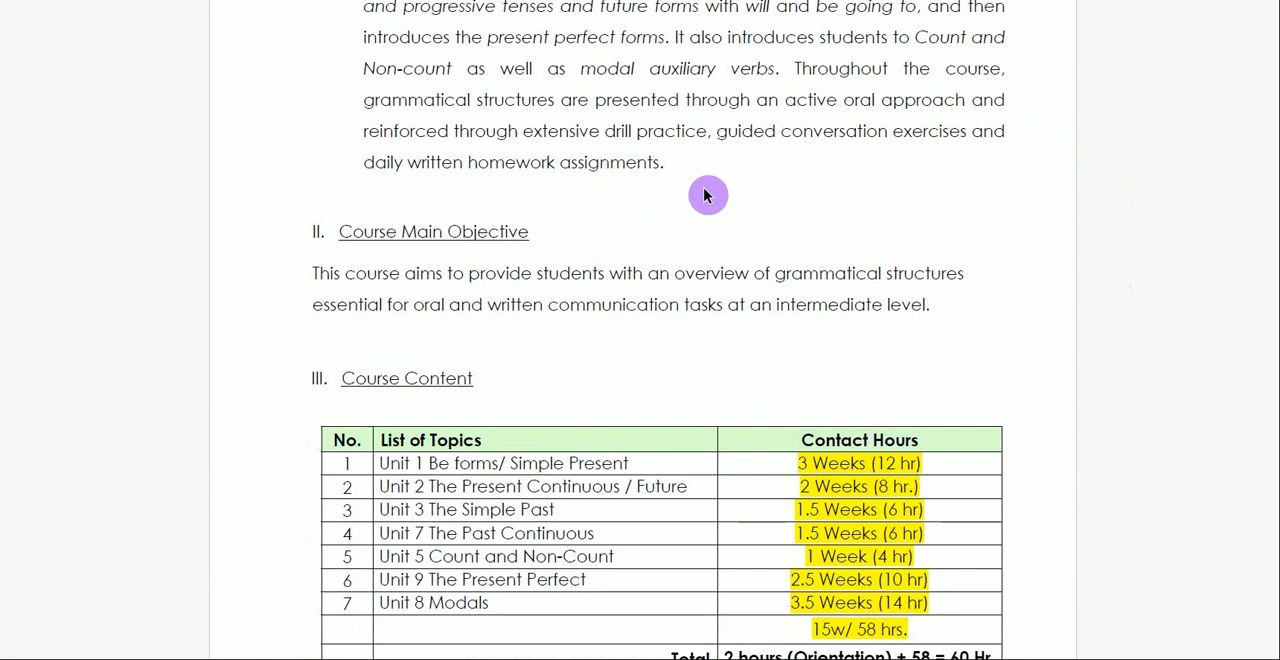 and progressive tenses and future forms with will and be going to, and then
introduces the present perfect forms. It also introduces students to Count and
Non-count as well as modal auxiliary verbs. Throughout the course,
grammatical structures are presented through an active oral approach and
reinforced through extensive drill practice, guided conversation exercises and
daily written homework assignments.
II. Course Main Objective
This course aims to provide students with an overview of grammatical structures
essential for oral and written communication tasks at an intermediate level.
III. Course Content
No. List of Topics Contact Hours
1 Unit 1 Be forms/ Simple Present 3 Weeks (12 hr)
2 Unit 2 The Present Continuous / Future 2 Weeks (8 hr.)
3 Unit 3 The Simple Past 1.5 Weeks (6 hr)
4 Unit 7 The Past Continuous 1.5 Weeks (6 hr)
5 Unit 5 Count and Non-Count 1 Week (4 hr)
6 Unit 9 The Present Perfect 2.5 Weeks (10 hr)
7 Unit 8 Modals 3.5 Weeks (14 hr)
15w/ 58 hrs.
Total 2 hours (Orientation) + 58 = 60 Hr